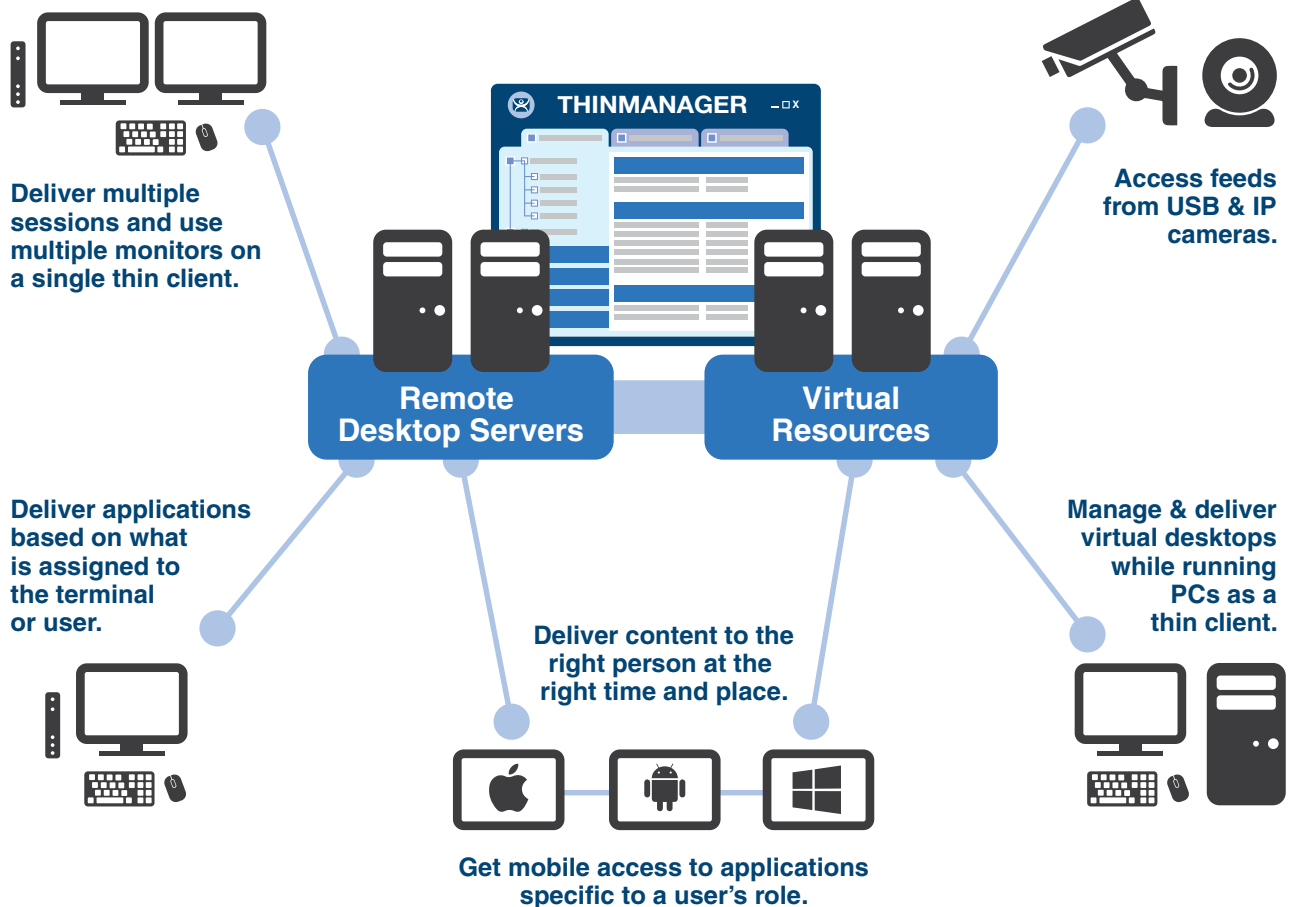 THINMANAGER
Deliver multiple
sessions and use
multiple monitors on
a single thin client.
Access feeds
from USB & IP
cameras.
Remote
Desktop Servers
Virtual
Resources
Deliver applications
based on what
is assigned to
the terminal
or user.
Manage & deliver
virtual desktops
while running
PCs as a
thin client.
Deliver content to the
right person at the
right time and place.
Get mobile access to applications
specific to a user’s role.